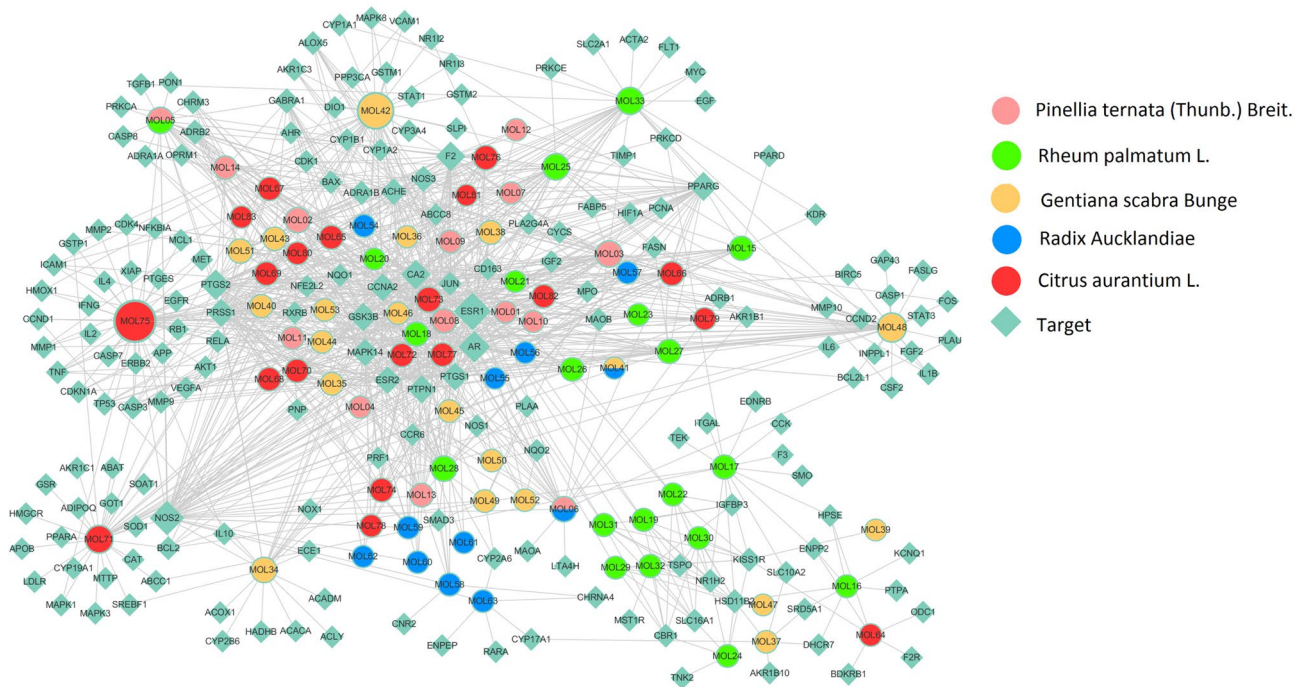 MAPK8
VCAM1
CYP1A1
ALOX5
NR1I2
AKR1C3
PPP3CA
GSTM1
NR1I3
TGFB1
PON1
GABRA1
DIO1
MOL42
STAT1
GSTM2
PRKCA
CHRM3
MOL05
AHR
CYP1B1
CYP3A4
SLPI
MOL12
CASP8
ADRB2
CYP1A2
ADRA1A
OPRM1
CDK1
F2
MOL76
MOL14
BAX
ADRA1B
ACHE
NOS3
MOL07
MOL67
MOL81
ABCC8
SLC2A1
ACTA2
FLT1
PRKCE
MOL33
MYC
EGF
PRKCD
TIMP1
PPARD
MOL25
PPARG
KDR
FABP5
HIF1A
PCNA
PLA2G4A
CYCS
FASN
MOL15
MOL83
MOL02
MOL54
MOL65
MOL36
MOL09
MOL38
MOL03
MOL43
MOL51
MOL80
MOL20
CA2
CD163
IGF2
MOL57
MOL66
MOL69
NQO1
NFE2L2
CCNA2
JUN
MOL21
MPO
MOL82
MOL73
ESR1
MAOB
MOL23
ADRB1
MOL79
AKR1B1
MOL40
RXRB
MOL53
GSK3B
MOL46
MOL08
MOL01
MOL10
MOL18
MOL11
MOL44
MAPK14
MOL72
MOL77
AR
MOL56
MOL27
MOL26
MOL41
MOL68
MOL70
MOL35
ESR2
PTPN1
PTGS1
MOL55
PNP
MOL04
MOL45
PLAA
CCR6
NOS1
NQO2
MMP2
CDK4
NFKBIA
GSTP1
MCL1
ICAM1
XIAP
MET
IL4
PTGES
PTGS2
HMOX1
IFNG
EGFR
PRSS1
CCND1
MOL75
RB1
IL2
RELA
MMP1
CASP7
APP
ERBB2
AKT1
TNF
VEGFA
CDKN1A
MMP9
TP53
CASP3
BIRC5
GAP43
FASLG
CASP1
FOS
MMP10
CCND2
STAT3
MOL48
IL6
INPPL1
FGF2
PLAU
BCL2L1
IL1B
CSF2
AKR1C1
ABAT
GSR
SOAT1
ADIPOQ
GOT1
HMGCR
SOD1
NOS2
PPARA
MOL71
CAT
BCL2
APOB
CYP19A1
LDLR
MTTP
ABCC1
MAPK1
MAPK3
SREBF1
IL10
NOX1
ECE1
MOL34
ACOX1
ACADM
CYP2B6
HADHB
ACACA
ACLY
PRF1
MOL28
MOL50
MOL74
MOL13
MOL49
MOL52
MOL06
MOL78
MOL59
SMAD3
MOL61
MOL62
MOL60
CYP2A6
MAOA
LTA4H
MOL58
MOL63
CHRNA4
CNR2
ENPEP
RARA
CYP17A1
EDNRB
ITGAL
CCK
TEK
F3
MOL17
SMO
MOL22
IGFBP3
MOL31
MOL19
HPSE
MOL39
MOL30
ENPP2
KCNQ1
KISS1R
MOL29
MOL32
TSPO
SLC10A2
NR1H2
MOL16
PTPA
HSD11B2
MOL47
SRD5A1
ODC1
MST1R
SLC16A1
MOL64
CBR1
MOL37
DHCR7
MOL24
F2R
TNK2
AKR1B10
BDKRB1
Pinellia ternata (Thunb.) Breit.
Rheum palmatum L.
Gentiana scabra Bunge
Radix Aucklandiae
Citrus aurantium L.
Target